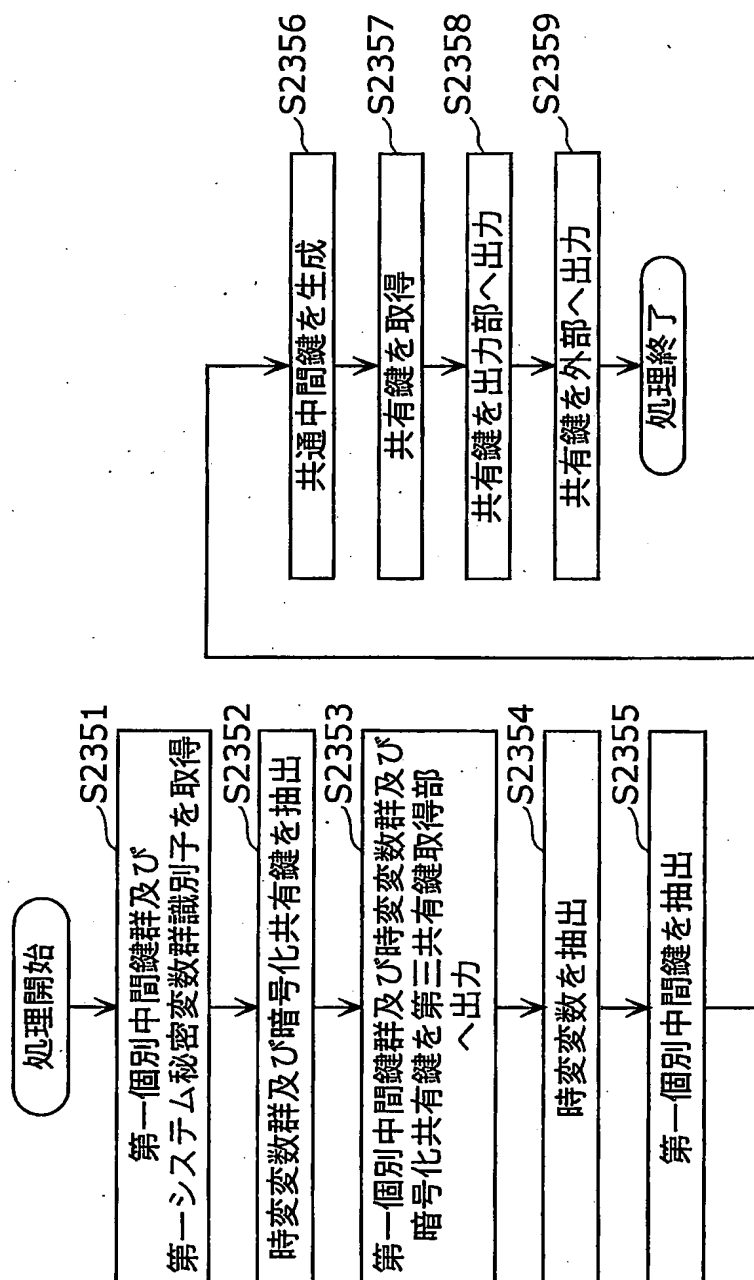 処理開始
S2351
第一個別中間鍵群及び
第一システム秘密変数群識別子を取得
S2352
時変変数群及び暗号化共有鍵を抽出
S2353
第一個別中間鍵群及び時変変数群及び
暗号化共有鍵を第三共有鍵取得部
へ出力
S2354
時変変数を抽出
S2355
第一個別中間鍵を抽出
S2356
共通中間鍵を生成
S2357
共有鍵を取得
S2358
共有鍵を出力部へ出力
S2359
共有鍵を外部へ出力
処理終了